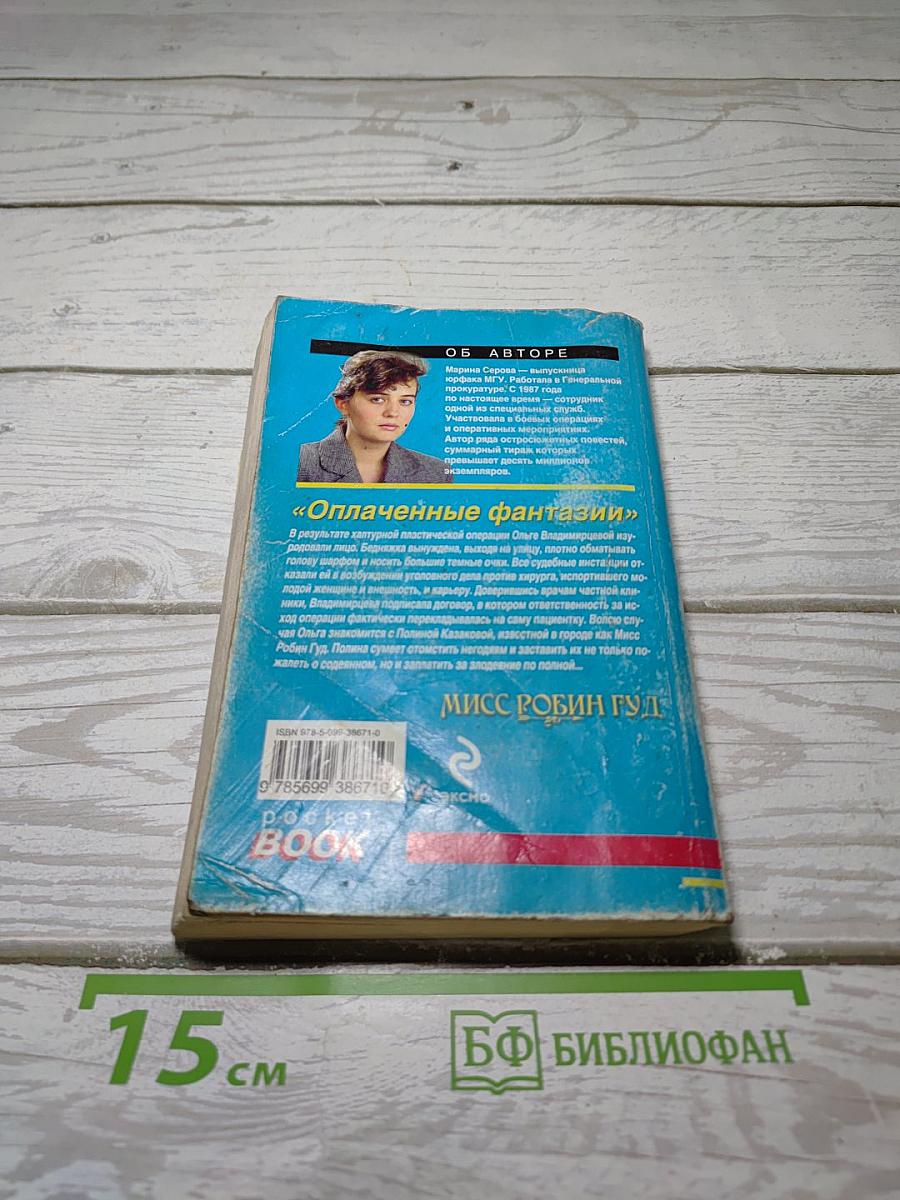 ОБ АВТОРЕ
Марина Серова — выпускница
юрфака МГУ. Работала в Генеральной
прокуратуре. С 1987 года
по настоящее время — сотрудник
одной из специальных служб.
Участвовала в боевых операциях
и оперативных мероприятиях.
Автор ряда остросюжетных повестей,
суммарный тираж которых
превышает десять миллионов
экземпляров.
«Оплаченные фантазии»
В результате халтурной пластической операции Ольге Владимирцевой изу-
родовали лицо. Бедняжка вынуждена, выходя на улицу, плотно обматывать
голову шарфом и носить большие темные очки. Все судебные инстанции от-
казали ей в возбуждении уголовного дела против хирурга, испортившего мо-
лодой женщине и внешность, и карьеру. Доверившись врачам частной кли-
ники, Владимирцева подписала договор, в котором ответственность за ис-
ход операции фактически перекладывалась на саму пациентку. Волею слу-
чая Ольга знакомится с Полиной Казаковой, известной в городе как Мисс
Робин Гуд. Полина сумеет отомстить негодяям и заставить их не только по-
жалеть о содеянном, но и заплатить за злодеяние по полной...
МИСС РОБИН ГУД
ISBN 978-5-699-38671-0
9 785699 386710
эксмо
pocket
BOOK
15 см
БФ БИБЛИОФАН